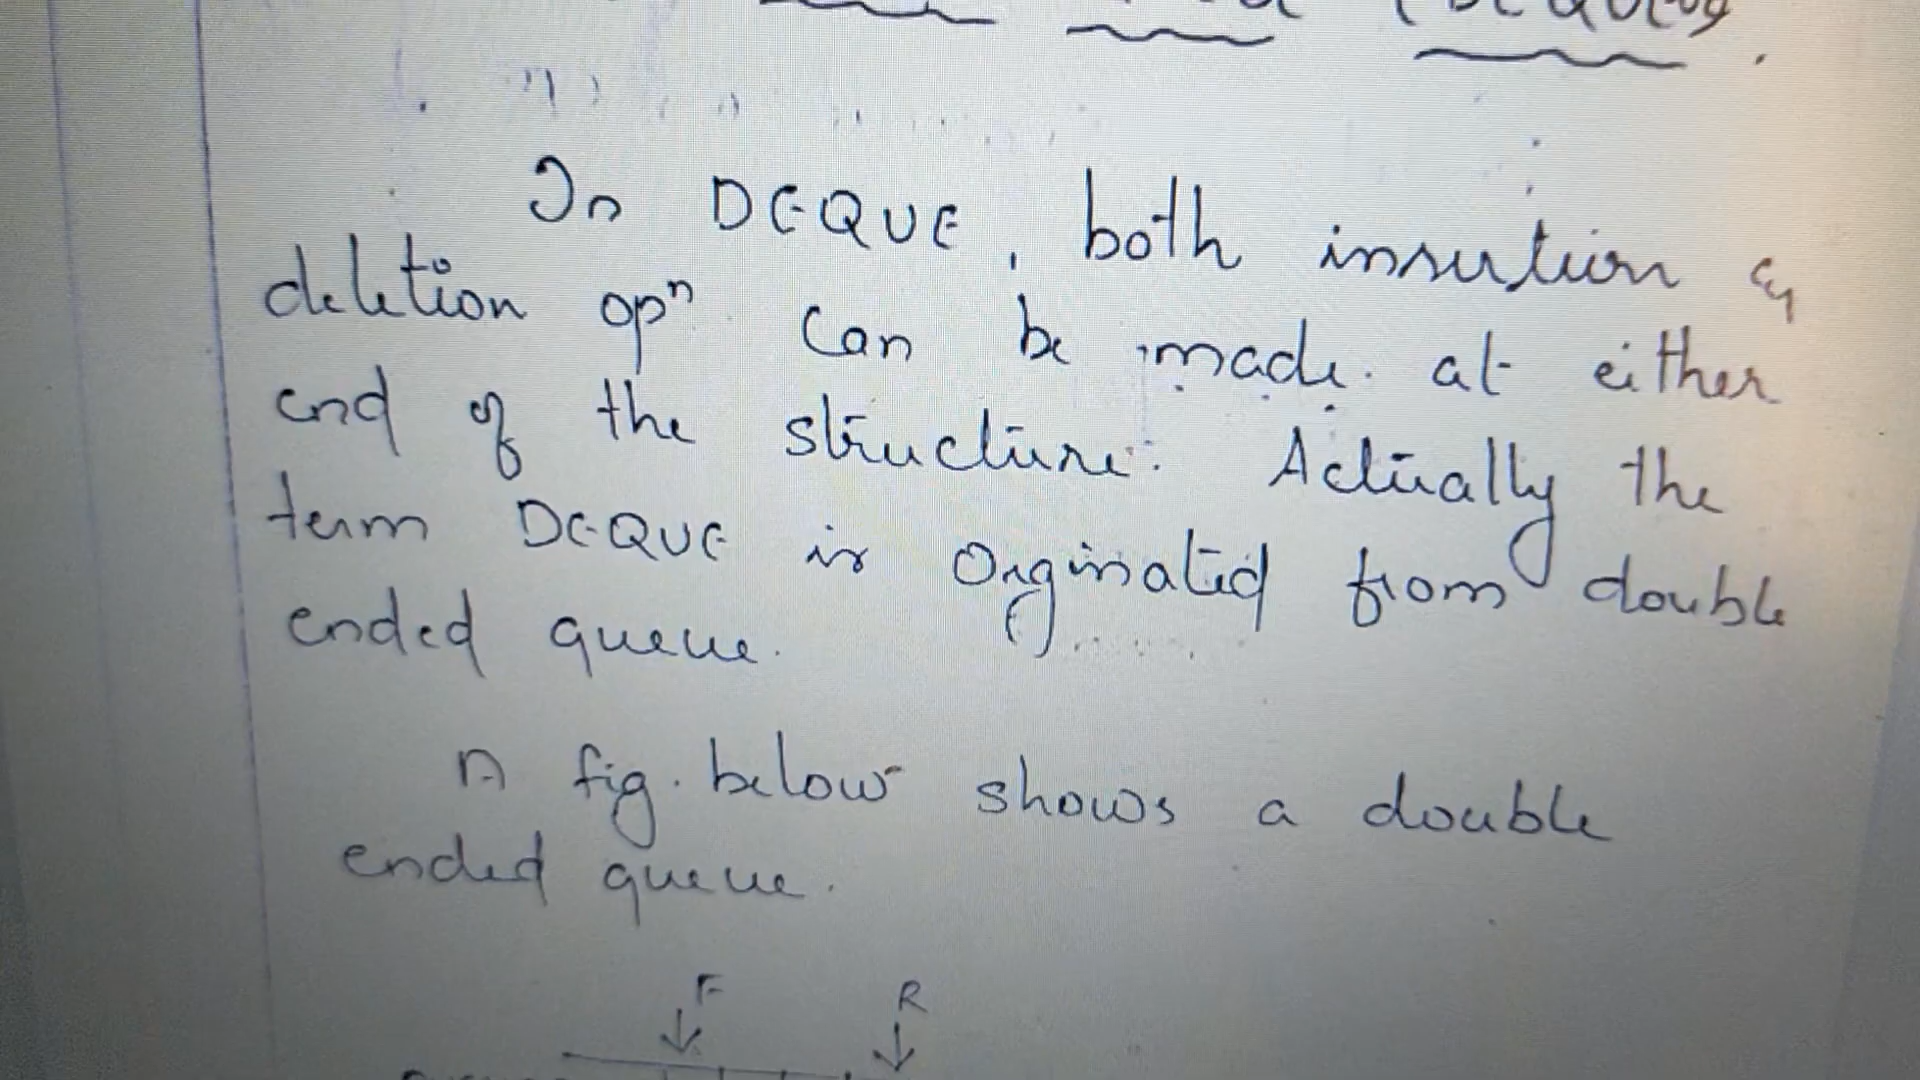 In DEQUE, both insertion &
deletion opⁿ can be made at either
end of the structure. Actually the
term DEQUE is Orginated from double
ended queue.
A fig. below shows a double
ended queue.
F R